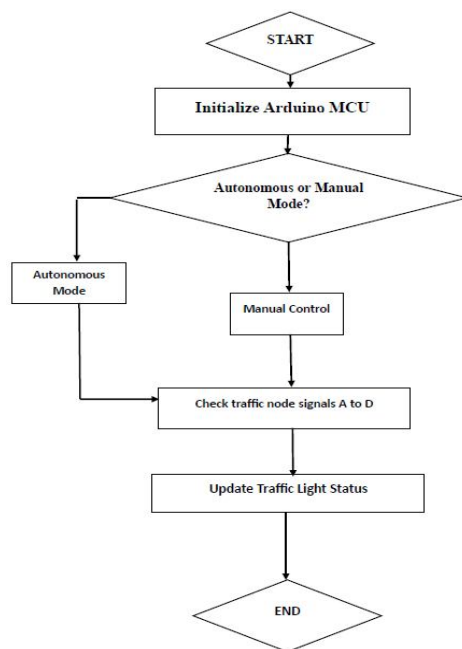 START
Initialize Arduino MCU
Autonomous or Manual
Mode?
Autonomous
Mode
Manual Control
Check traffic node signals A to D
Update Traffic Light Status
END